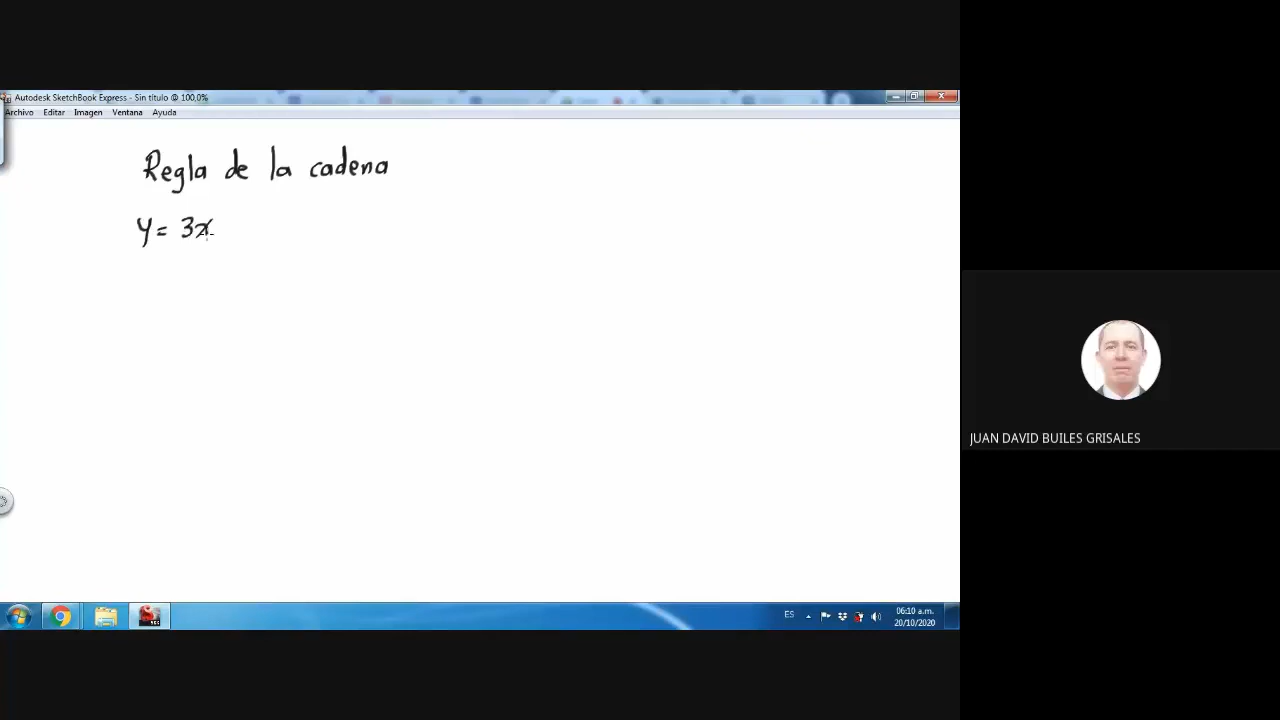 Autodesk SketchBook Express - Sin título @ 100,0%
Archivo Editar Imagen Ventana Ayuda
Regla de la cadena
y= 3x
JUAN DAVID BUILES GRISALES
ES
06:10 a.m.
20/10/2020